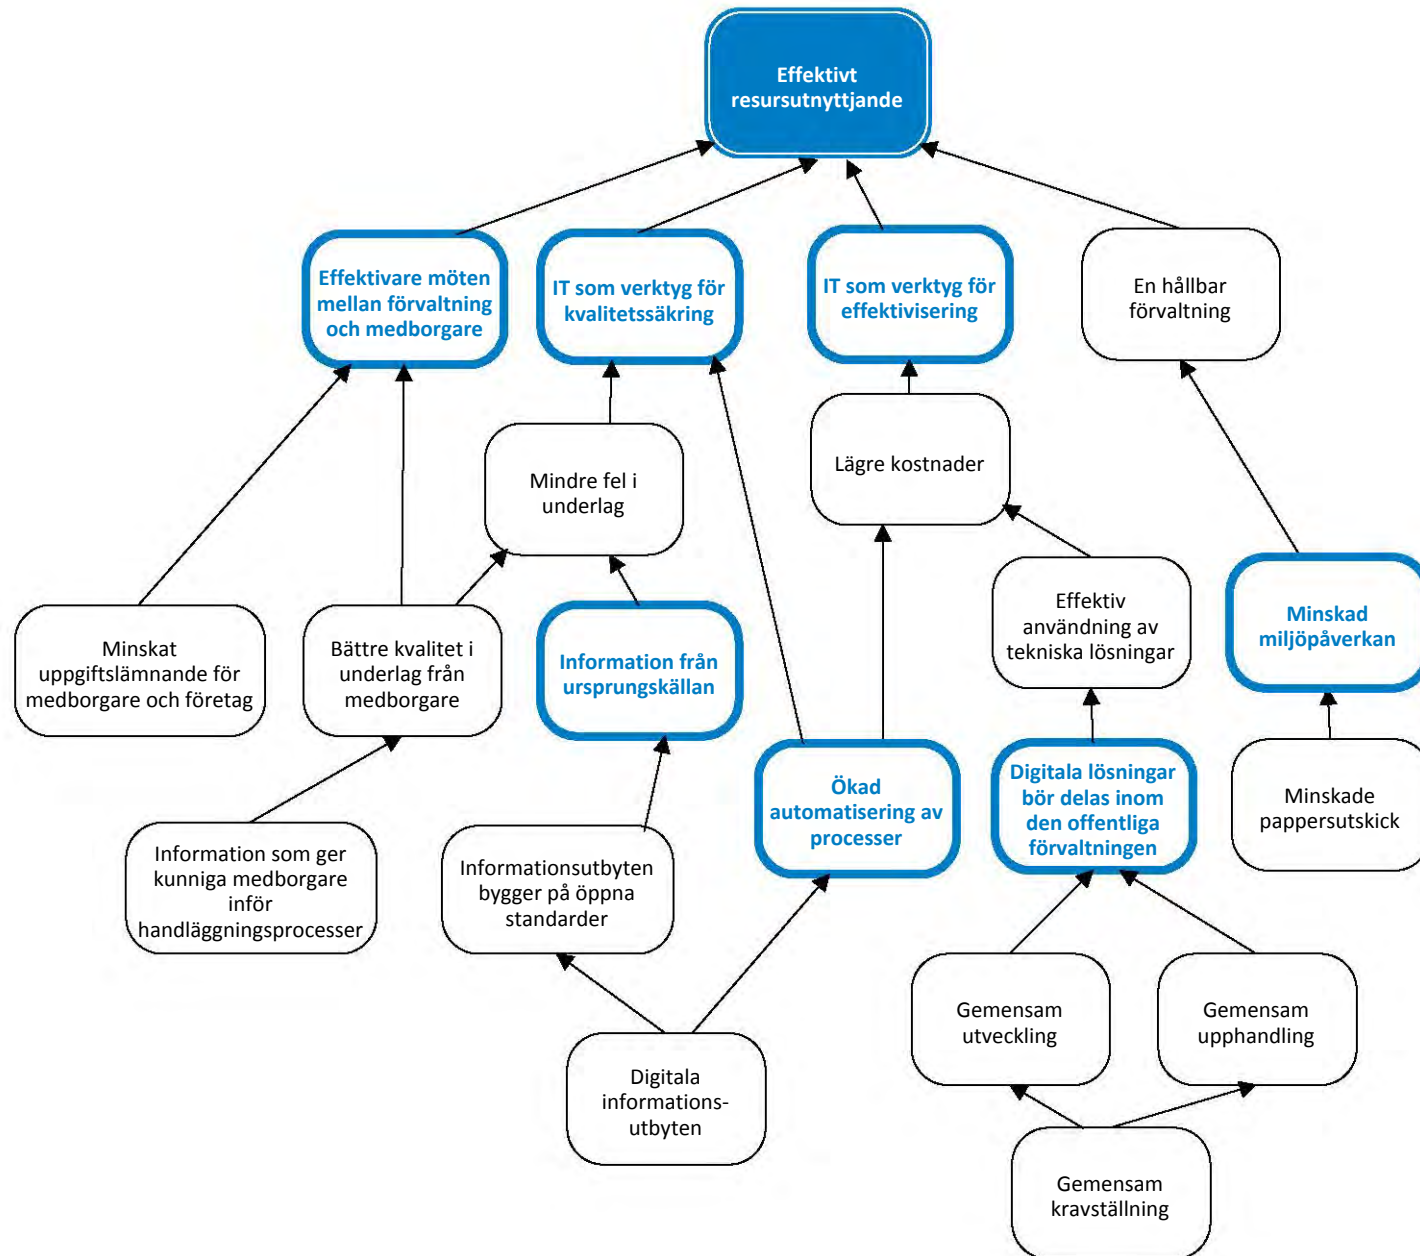 Effektivt
resursutnyttjande
Effektivare möten
mellan förvaltning
och medborgare
IT som verktyg för
kvalitetssäkring
IT som verktyg för
effektivisering
En hållbar
förvaltning
Mindre fel i
underlag
Lägre kostnader
Minskat
uppgiftslämnande för
medborgare och företag
Bättre kvalitet i
underlag från
medborgare
Information från
ursprungskällan
Effektiv
användning av
tekniska lösningar
Minskad
miljöpåverkan
Information som ger
kunniga medborgare
inför
handläggningsprocesser
Informationsutbyten
bygger på öppna
standarder
Ökad
automatisering av
processer
Digitala lösningar
bör delas inom
den offentliga
förvaltningen
Minskade
pappersutskick
Digitala
informations-
utbyten
Gemensam
utveckling
Gemensam
upphandling
Gemensam
kravställning